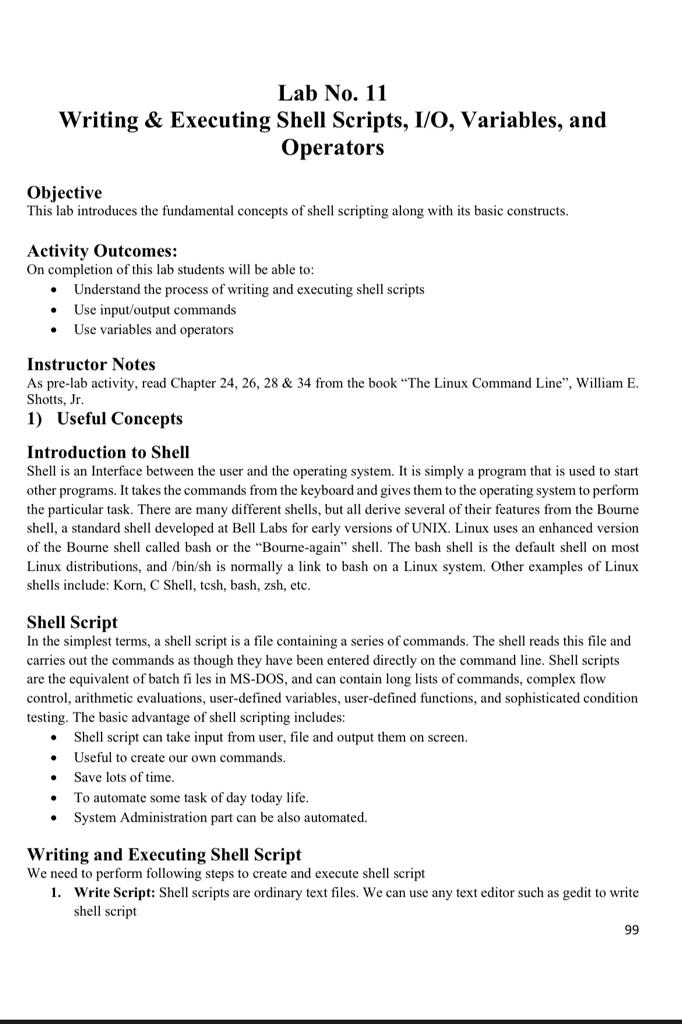 Lab No. 11
Writing & Executing Shell Scripts, I/O, Variables, and
Operators
Objective
This lab introduces the fundamental concepts of shell scripting along with its basic constructs.
Activity Outcomes:
On completion of this lab students will be able to:
• Understand the process of writing and executing shell scripts
• Use input/output commands
• Use variables and operators
Instructor Notes
As pre-lab activity, read Chapter 24, 26, 28 & 34 from the book “The Linux Command Line”, William E.
Shotts, Jr.
1) Useful Concepts
Introduction to Shell
Shell is an Interface between the user and the operating system. It is simply a program that is used to start
other programs. It takes the commands from the keyboard and gives them to the operating system to perform
the particular task. There are many different shells, but all derive several of their features from the Bourne
shell, a standard shell developed at Bell Labs for early versions of UNIX. Linux uses an enhanced version
of the Bourne shell called bash or the “Bourne-again” shell. The bash shell is the default shell on most
Linux distributions, and /bin/sh is normally a link to bash on a Linux system. Other examples of Linux
shells include: Korn, C Shell, tcsh, bash, zsh, etc.
Shell Script
In the simplest terms, a shell script is a file containing a series of commands. The shell reads this file and
carries out the commands as though they have been entered directly on the command line. Shell scripts
are the equivalent of batch fi les in MS-DOS, and can contain long lists of commands, complex flow
control, arithmetic evaluations, user-defined variables, user-defined functions, and sophisticated condition
testing. The basic advantage of shell scripting includes:
• Shell script can take input from user, file and output them on screen.
• Useful to create our own commands.
• Save lots of time.
• To automate some task of day today life.
• System Administration part can be also automated.
Writing and Executing Shell Script
We need to perform following steps to create and execute shell script
1. Write Script: Shell scripts are ordinary text files. We can use any text editor such as gedit to write
shell script
99